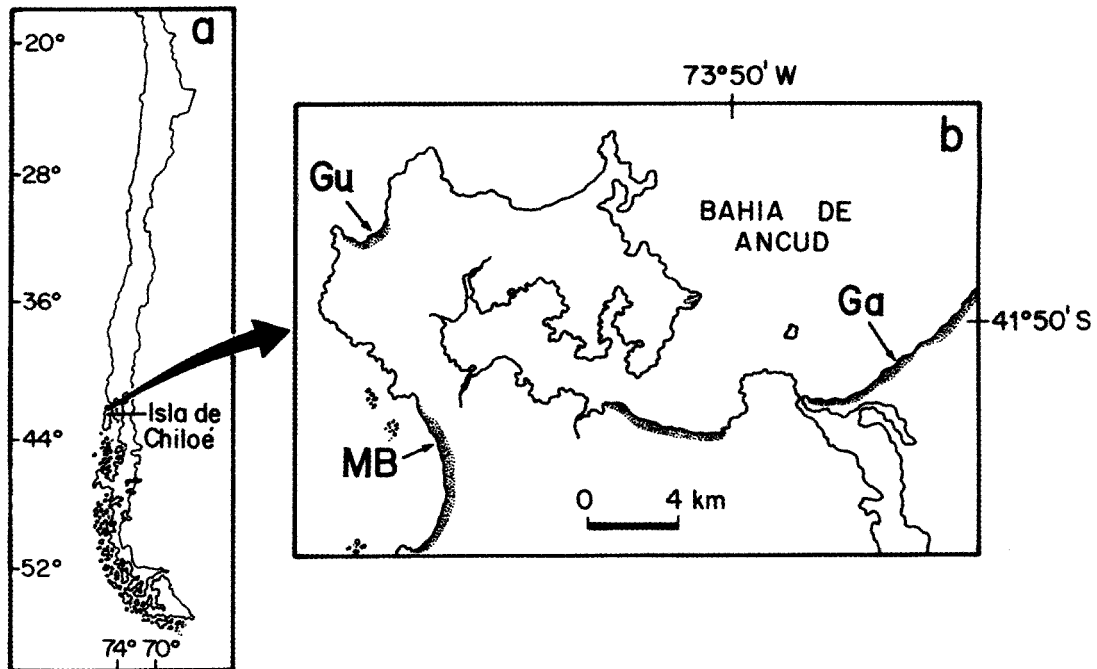 a
20°
28°
36°
Isla de
Chiloé
44°
52°
74° 70°
73°50' W
b
Gu
BAHIA DE
ANCUD
Ga
41°50' S
MB
0 4 km